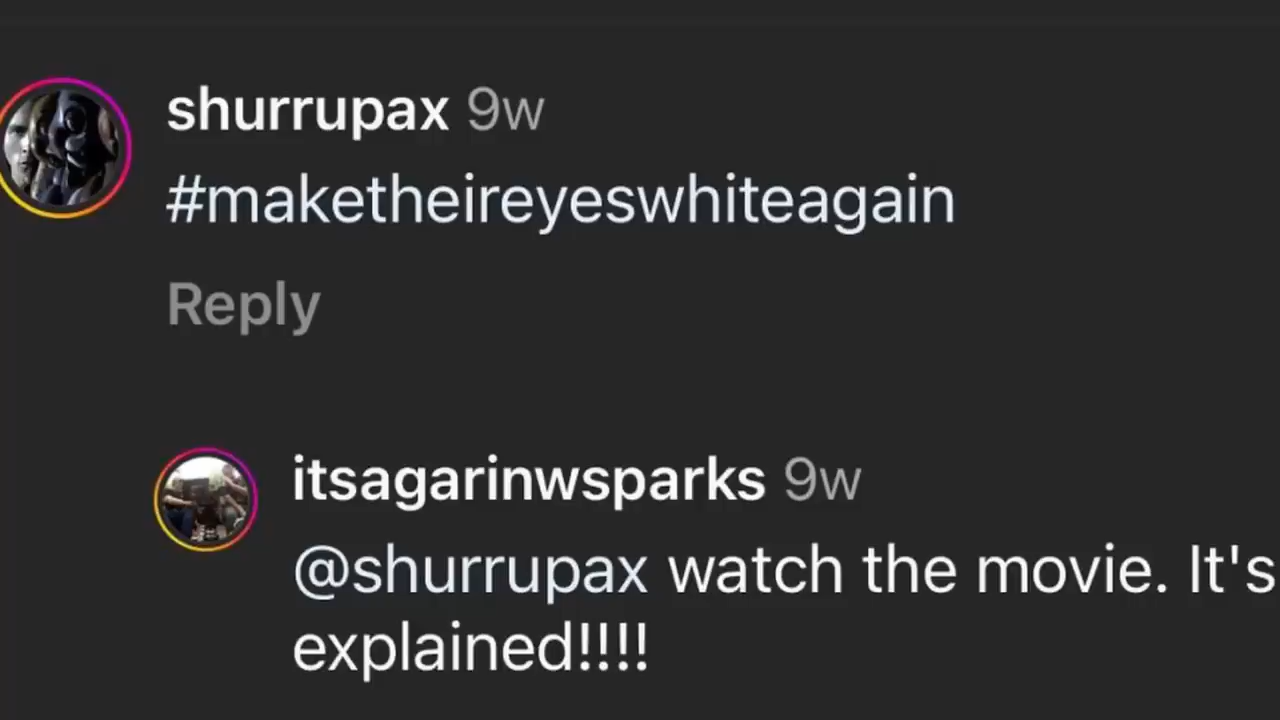 shurrupax 9w
#maketheireyeswhiteagain
Reply
itsagarinwsparks 9w
@shurrupax watch the movie. It's
explained!!!!